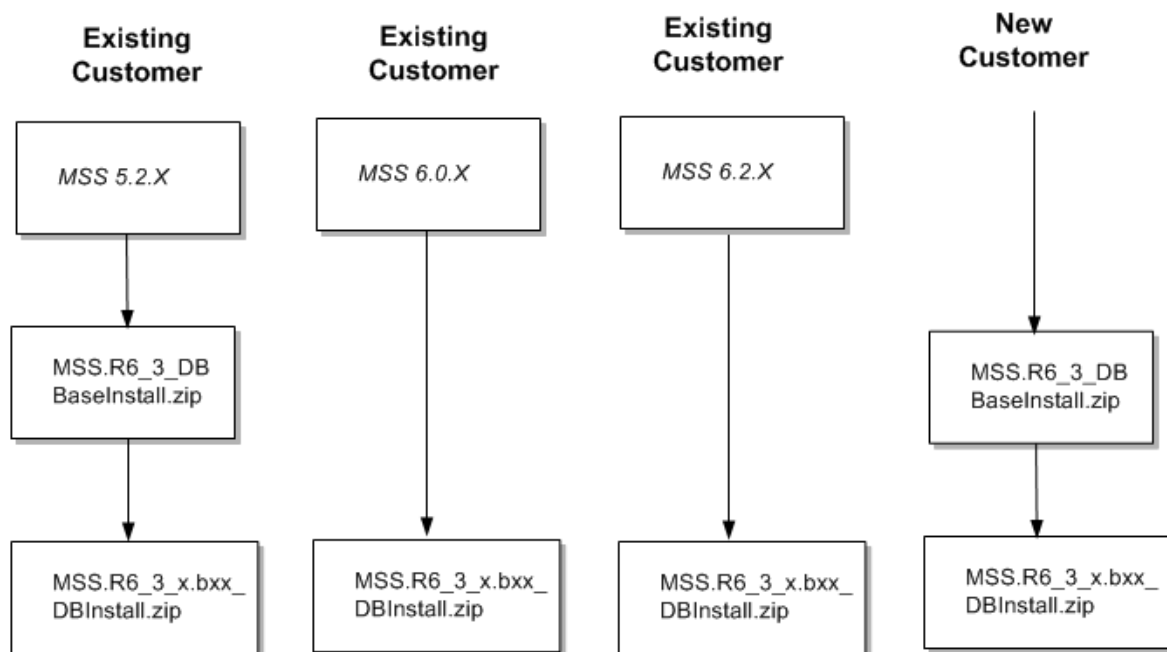 Existing
Customer
Existing
Customer
Existing
Customer
New
Customer
MSS 5.2.X
MSS 6.0.X
MSS 6.2.X
MSS.R6_3_DB
BaseInstall.zip
MSS.R6_3_DB
BaseInstall.zip
MSS.R6_3_x.bxx_
DBInstall.zip
MSS.R6_3_x.bxx_
DBInstall.zip
MSS.R6_3_x.bxx_
DBInstall.zip
MSS.R6_3_x.bxx_
DBInstall.zip